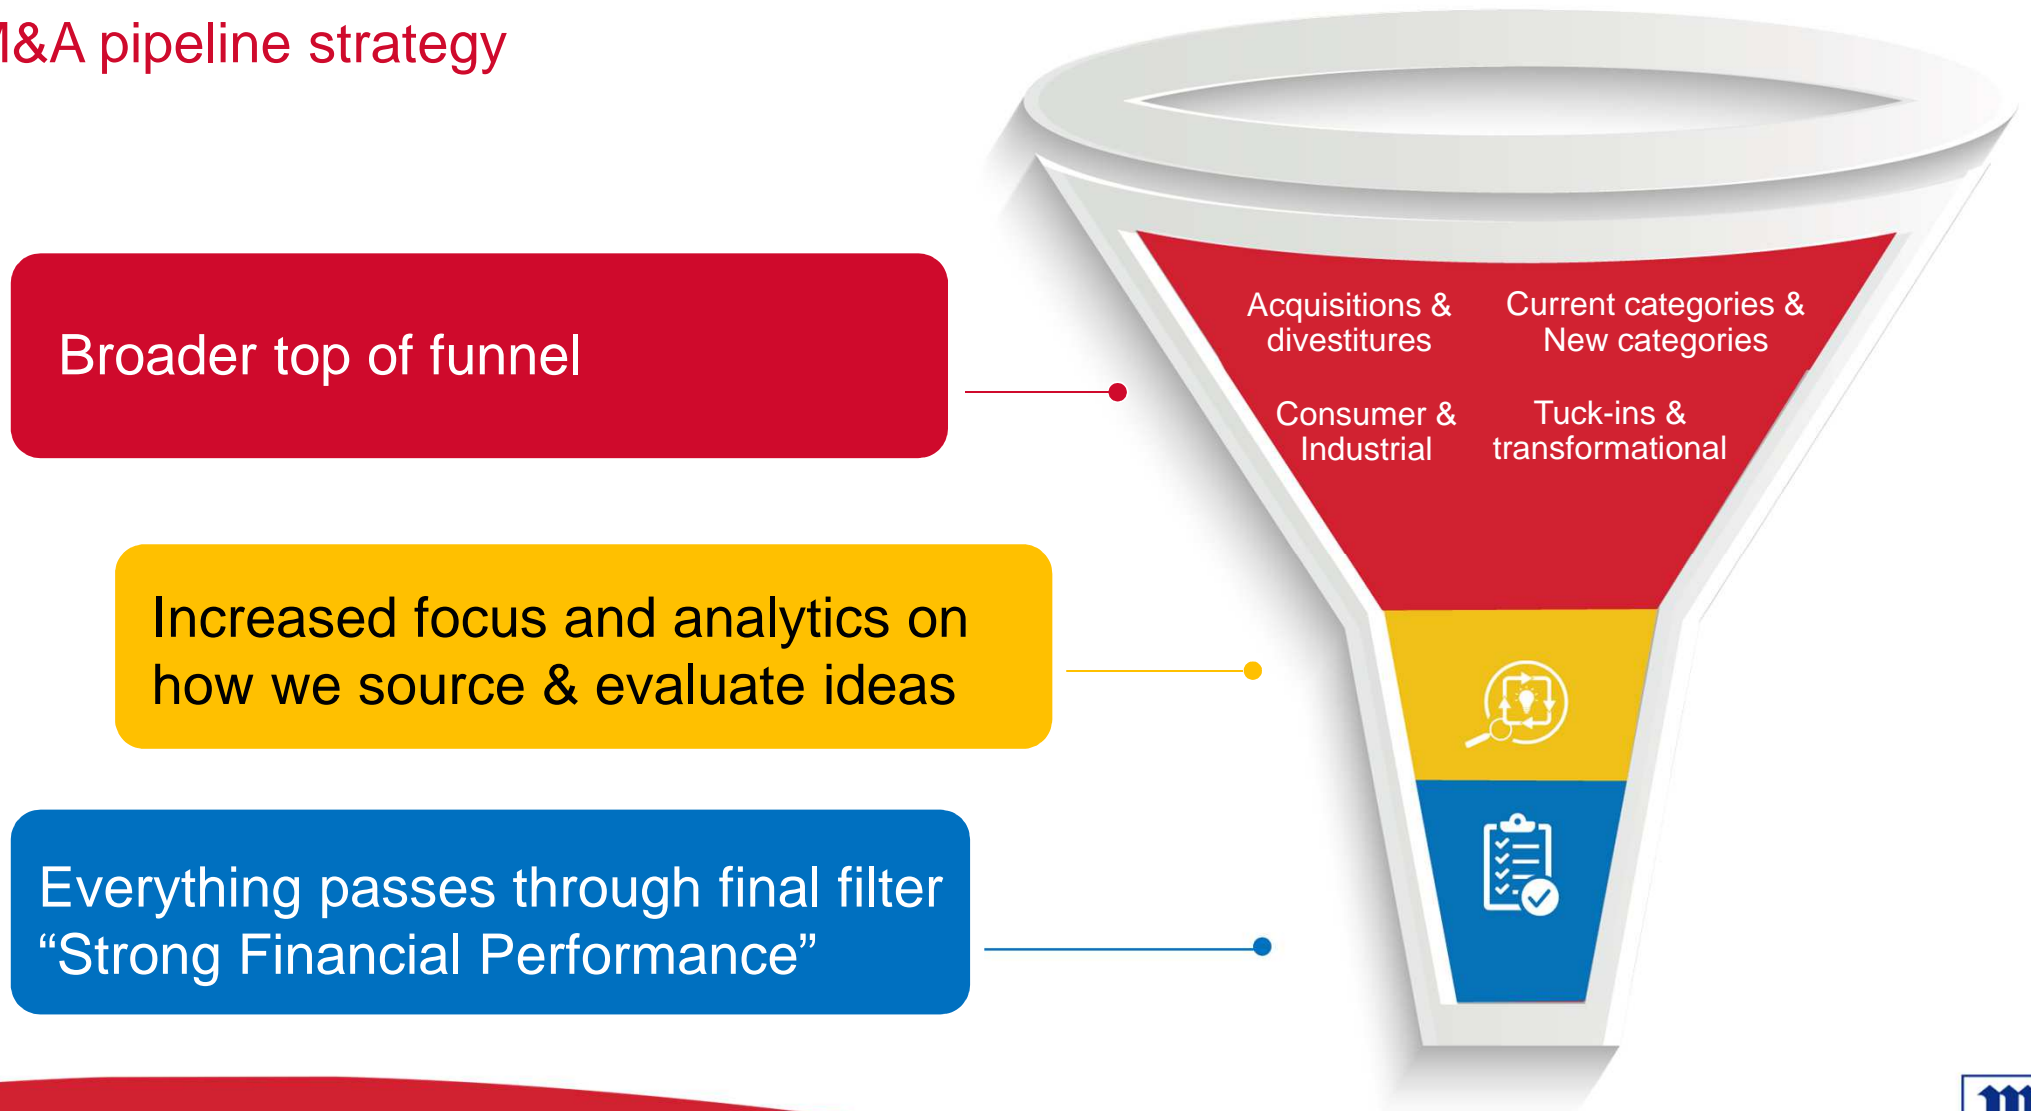 M&A pipeline strategy
Broader top of funnel
Acquisitions &
divestitures
Current categories &
New categories
Consumer &
Industrial
Tuck-ins &
transformational
Increased focus and analytics on
how we source & evaluate ideas
Everything passes through final filter
“Strong Financial Performance”